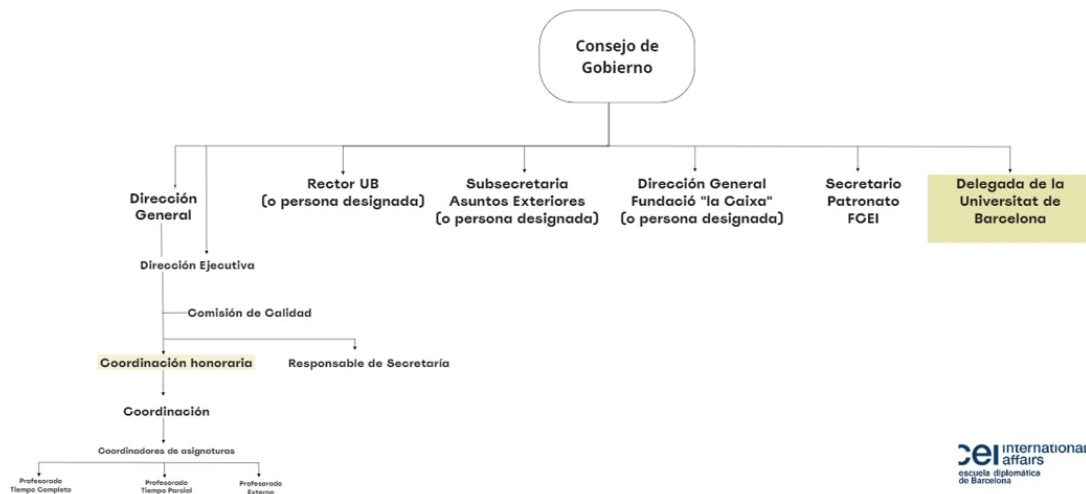 Consejo de
Gobierno
Dirección
General
Rector UB
(o persona designada)
Subsecretaria
Asuntos Exteriores
(o persona designada)
Dirección General
Fundació "la Caixa"
(o persona designada)
Secretario
Patronato
FCEI
Delegada de la
Universitat de
Barcelona
Dirección Ejecutiva
Comisión de Calidad
Coordinación honoraria
Responsable de Secretaría
Coordinación
Coordinadores de asignaturas
Profesorado
Tiempo Completo
Profesorado
Tiempo Parcial
Profesorado
Externo
cei international
affairs
escuela diplomática
de Barcelona